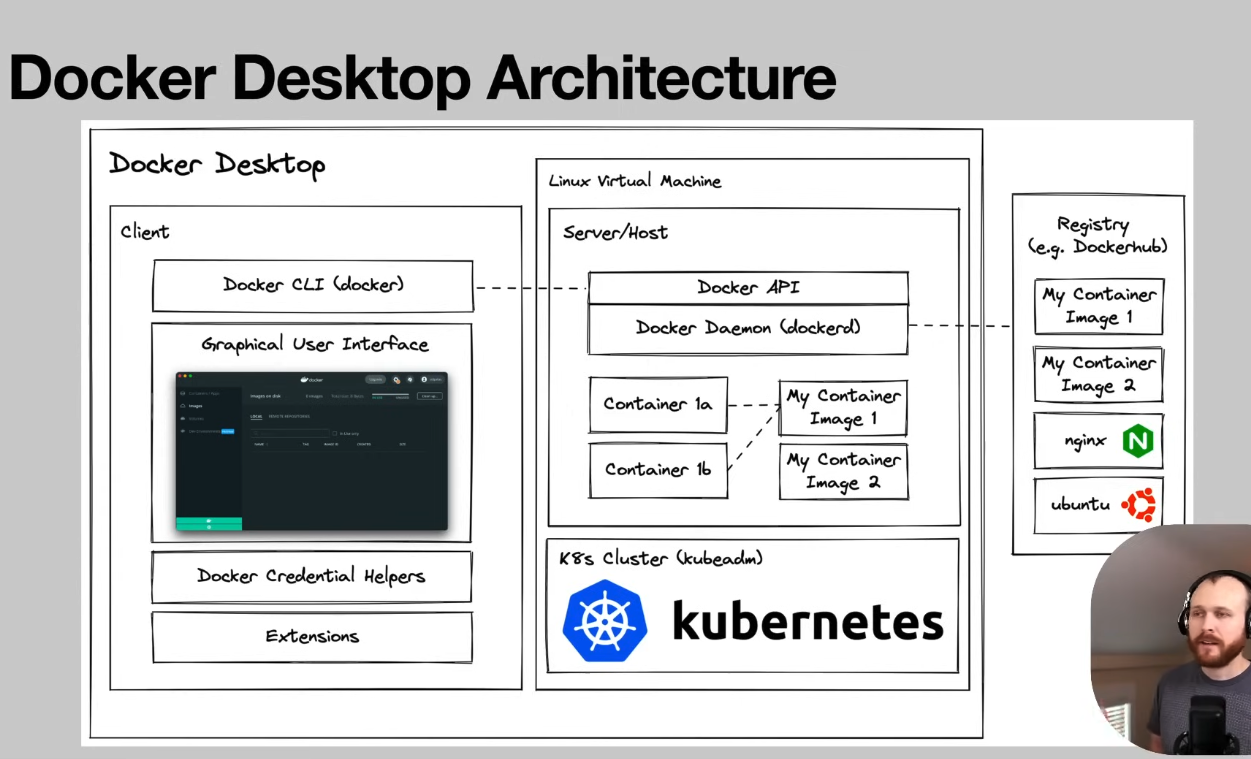 Docker Desktop Architecture
Docker Desktop
Client
Docker CLI (docker)
Graphical User Interface
docker
Images on disk
Images
LOCAL
Docker Credential Helpers
Extensions
Linux Virtual Machine
Server/Host
Docker API
Docker Daemon (dockerd)
Container 1a
Container 1b
My Container
Image 1
My Container
Image 2
K8s Cluster (kubeadm)
kubernetes
Registry
(e.g. Dockerhub)
My Container
Image 1
My Container
Image 2
nginx
N
ubuntu